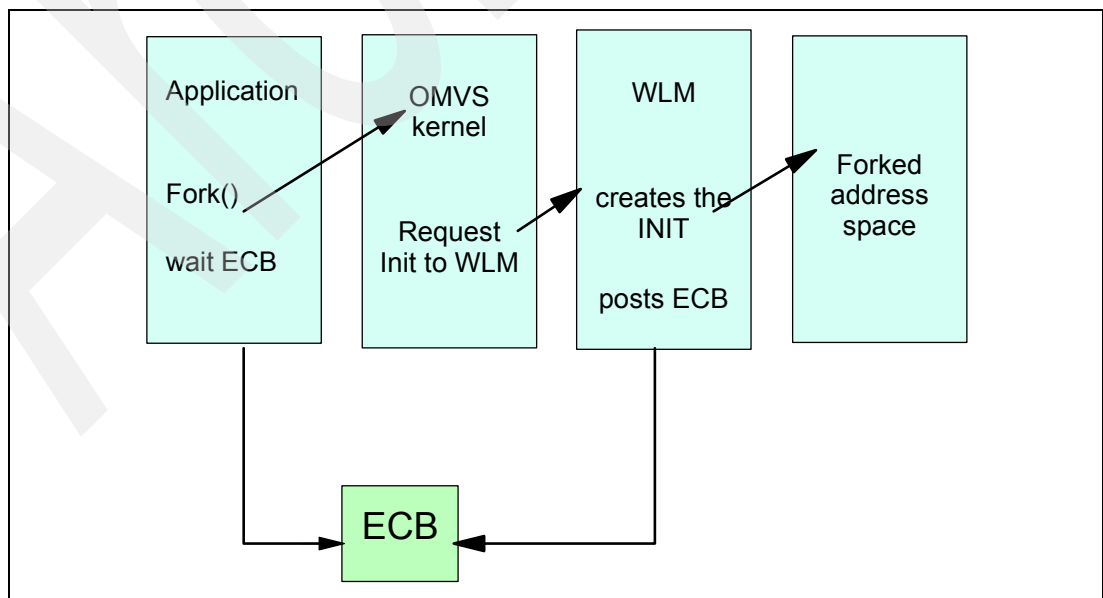 Application
Fork()
wait ECB
OMVS
kernel
Request
Init to WLM
WLM
creates the
INIT
posts ECB
Forked
address
space
ECB